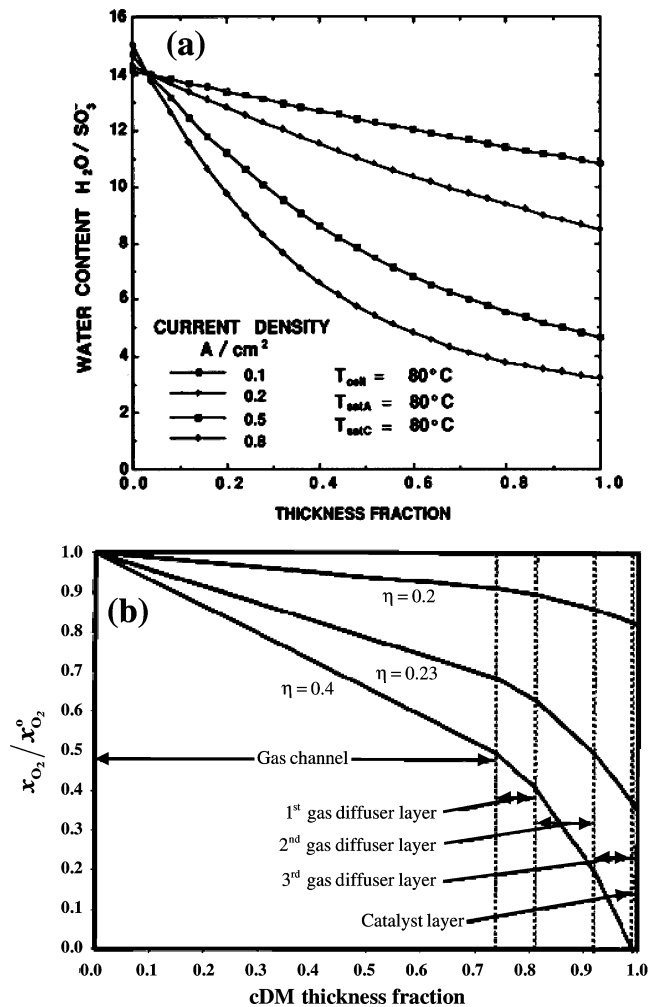 (a)
16
14
12
10
8
6
4
2
0
WATER CONTENT H₂O / SO₃⁻
CURRENT DENSITY
A / cm²
0.1
0.2
0.5
0.8
T_cell = 80°C
T_satA = 80°C
T_satC = 80°C
0.0 0.2 0.4 0.6 0.8 1.0
THICKNESS FRACTION
(b)
1.0
0.9
0.8
0.7
0.6
0.5
0.4
0.3
0.2
0.1
0.0
x_O₂ / x°_O₂
η = 0.2
η = 0.23
η = 0.4
Gas channel
1st gas diffuser layer
2nd gas diffuser layer
3rd gas diffuser layer
Catalyst layer
0.0 0.1 0.2 0.3 0.4 0.5 0.6 0.7 0.8 0.9 1.0
cDM thickness fraction